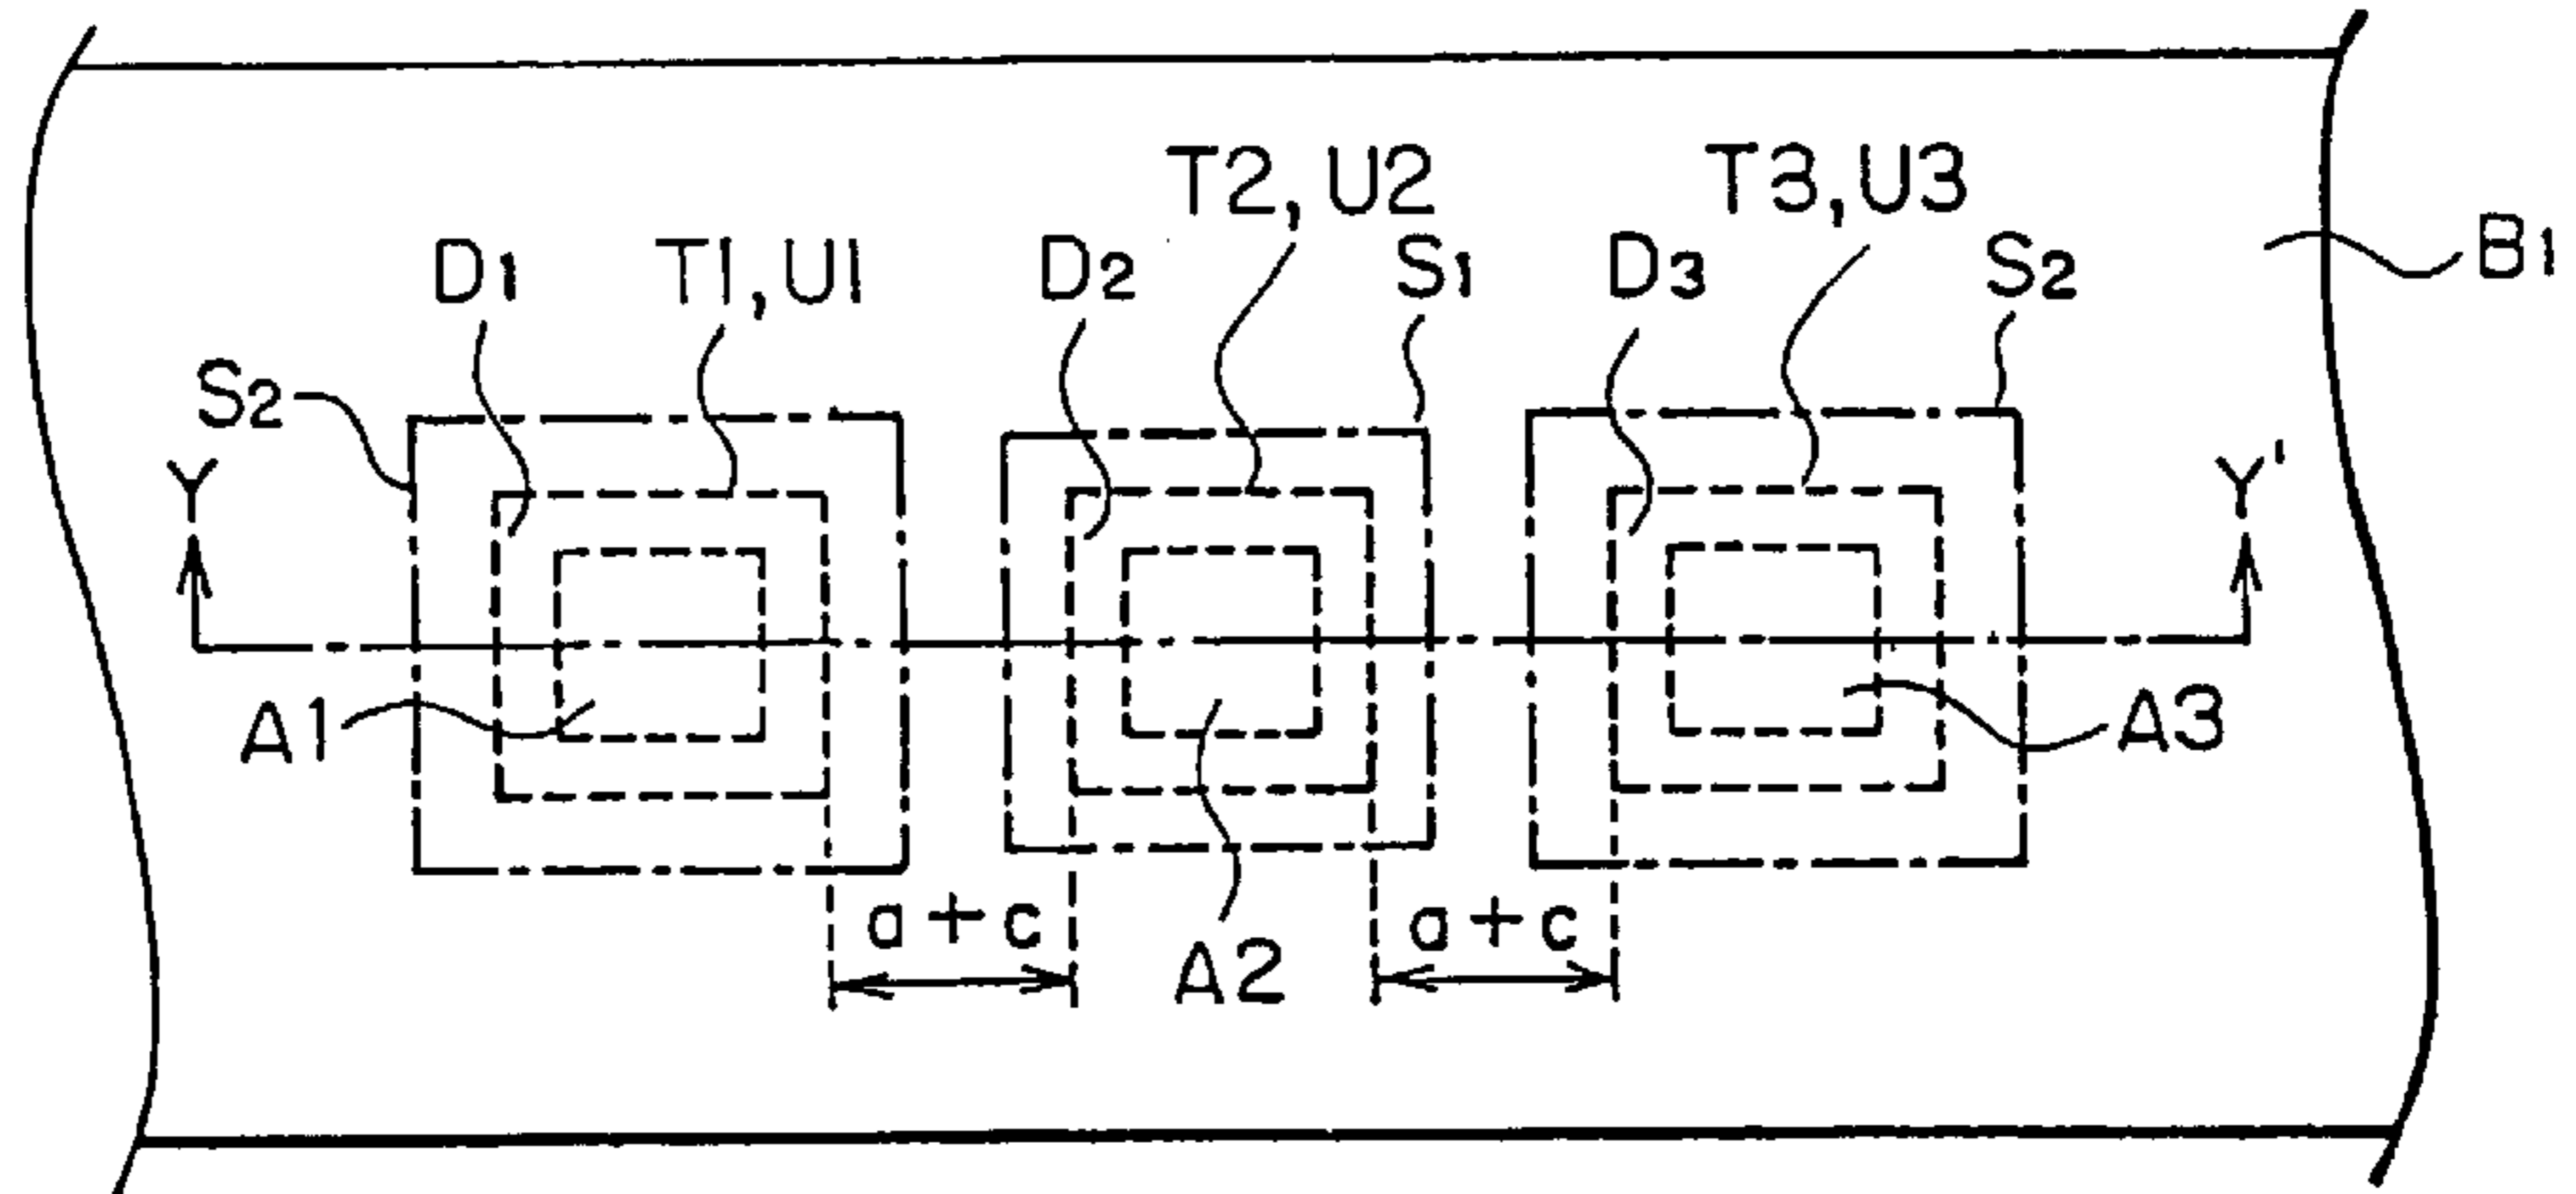 T2,U2 T3,U3
D1 T1,U1 D2 S1 D3 S2 B1
S2
Y Y'
A1 A3
a+c a+c
A2